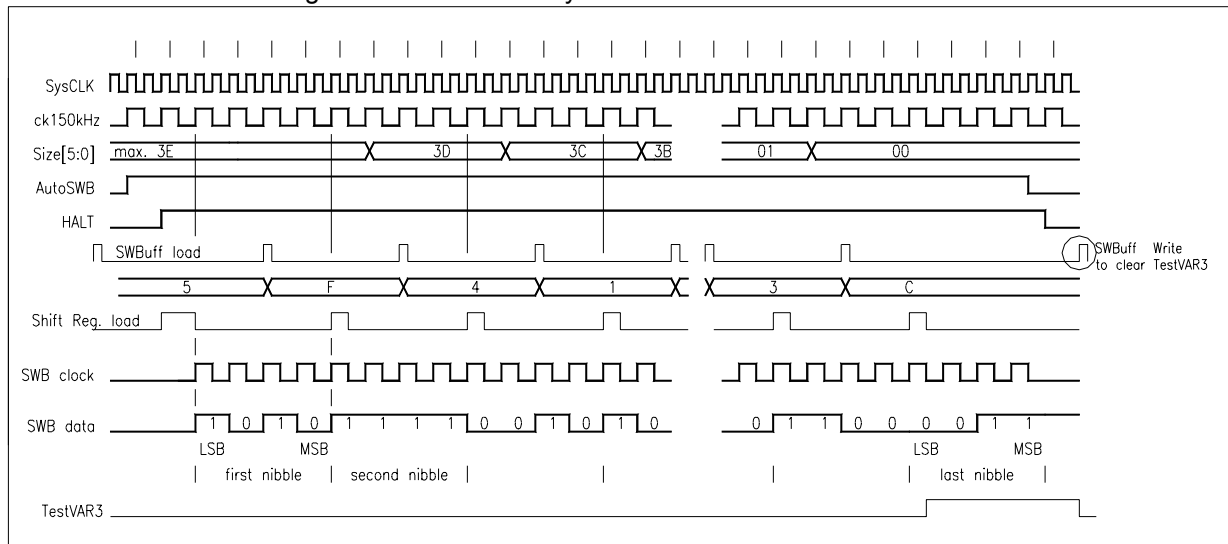 SysCLK
ck150kHz
Size[5:0] max. 3E 3D 3C 3B 01 00
AutoSWB
HALT
SWBuff load SWBuff Write
to clear TestVAR3
5 F 4 1 3 C
Shift Reg. load
SWB clock
SWB data 1 0 1 0 1 1 1 1 0 0 1 0 1 0 0 1 1 0 0 0 0 1 1
LSB MSB LSB MSB
first nibble second nibble last nibble
TestVAR3